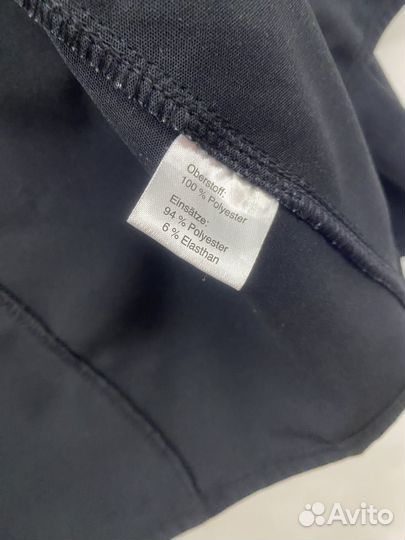 Oberstoff:
100 % Polyester
Einsätze:
94 % Polyester
6 % Elasthan
Avito